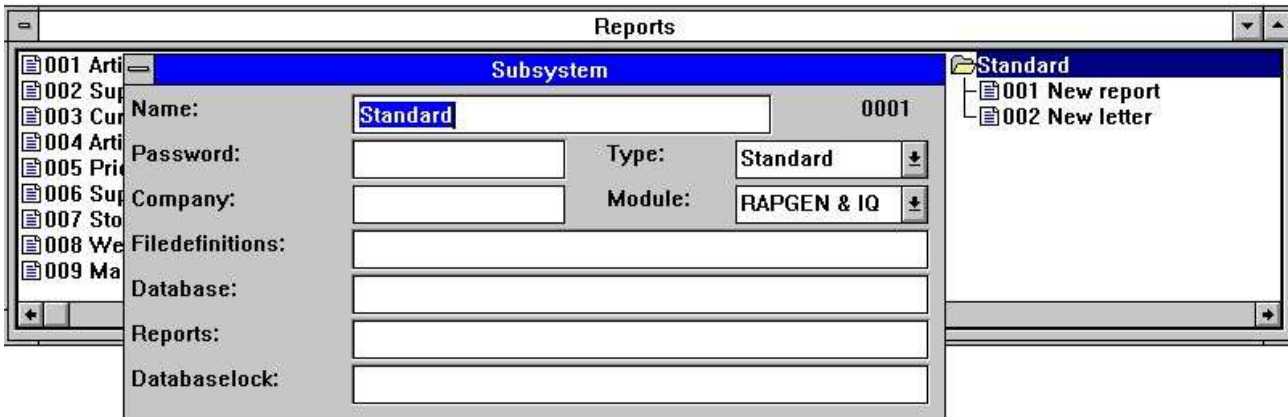 Reports
001 Arti
002 Sup
003 Cur
004 Arti
005 Pri
006 Sup
007 Sto
008 We
009 Ma
Subsystem
Name: Standard 0001
Password: Type: Standard
Company: Module: RAPGEN & IQ
Filedefinitions:
Database:
Reports:
Databaselock:
Standard
001 New report
002 New letter